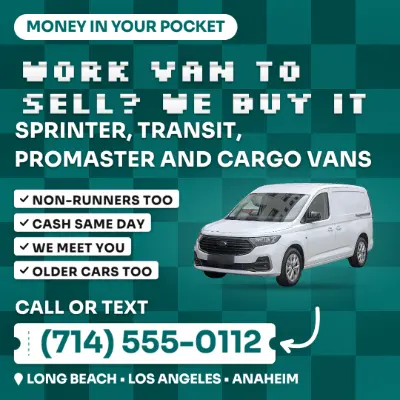 MONEY IN YOUR POCKET
WORK VAN TO
SELL? WE BUY IT
SPRINTER, TRANSIT,
PROMASTER AND CARGO VANS
✓ NON-RUNNERS TOO
✓ CASH SAME DAY
✓ WE MEET YOU
✓ OLDER CARS TOO
CALL OR TEXT
(714) 555-0112
LONG BEACH • LOS ANGELES • ANAHEIM